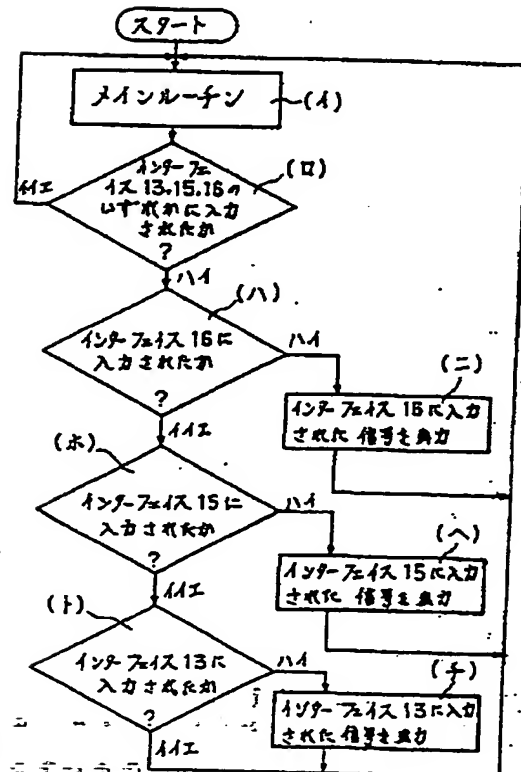 スタート
メインルーチン
(イ)
インターフェ
イス13,15,16の
いずれかに入力
されたか
?
(ロ)
イイエ
ハイ
(ハ)
インターフェイス16に
入力されたか
?
ハイ
イイエ
(ニ)
インターフェイス16に入力
された信号を出力
(ホ)
インターフェイス15に
入力されたか
?
ハイ
イイエ
(ヘ)
インターフェイス15に入力
された信号を出力
(ト)
インターフェイス13に
入力されたか
?
ハイ
イイエ
(チ)
インターフェイス13に入力
された信号を出力